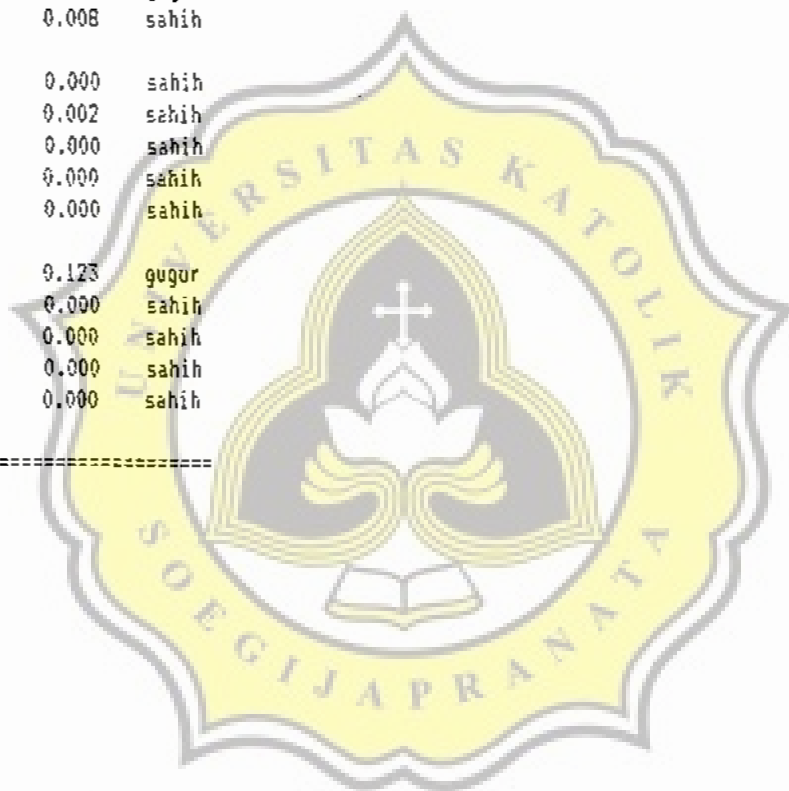 0.008 sahih
0.000 sahih
0.002 sahih
0.000 sahih
0.000 sahih
0.000 sahih
0.123 gugur
0.000 sahih
0.000 sahih
0.000 sahih
0.000 sahih
====================
UNIVERSITAS KATOLIK
SOEGIJAPRANATA